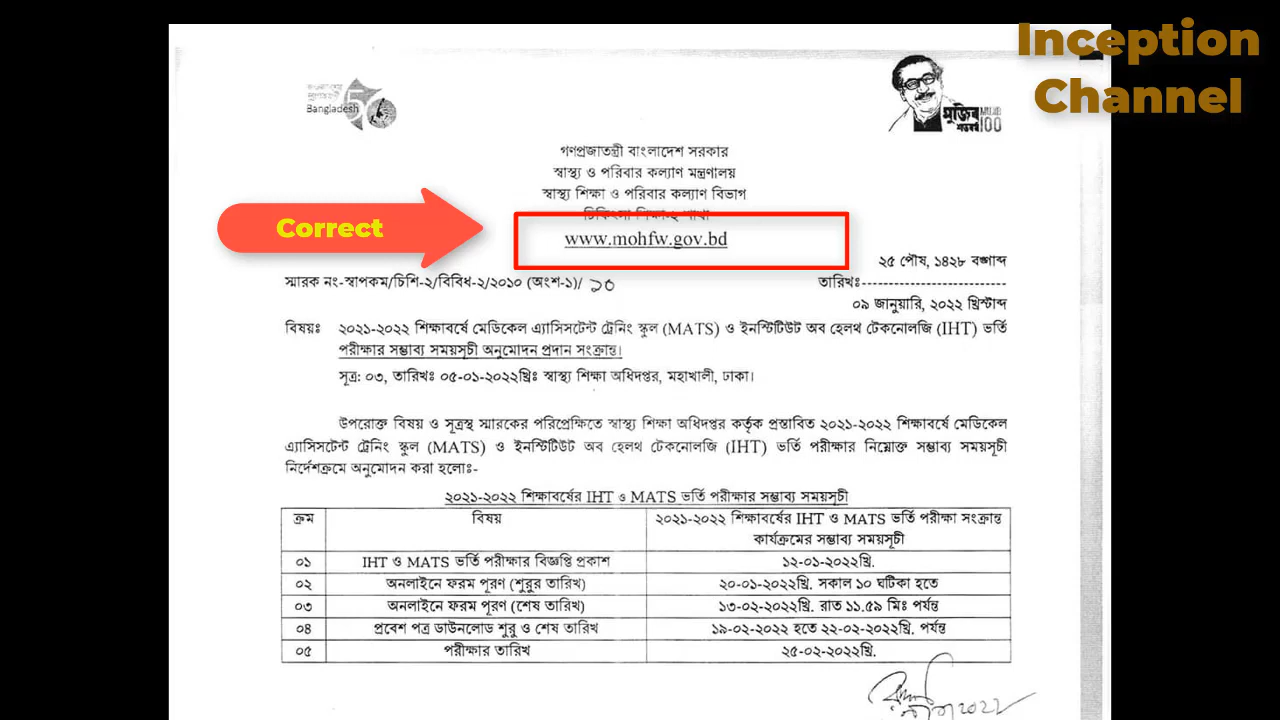 Inception
Channel
Bangladesh
50
মুজিব
শতবর্ষ
100
গণপ্রজাতন্ত্রী বাংলাদেশ সরকার
স্বাস্থ্য ও পরিবার কল্যাণ মন্ত্রণালয়
স্বাস্থ্য শিক্ষা ও পরিবার কল্যাণ বিভাগ
চিকিৎসা শিক্ষা-২ শাখা
Correct
www.mohfw.gov.bd
২৫ পৌষ, ১৪২৮ বঙ্গাব্দ
স্মারক নং-স্বাপকম/চিশি-২/বিবিধ-২/২০১০ (অংশ-১)/ ১০
তারিখঃ--------------------------
০৯ জানুয়ারি, ২০২২ খ্রিস্টাব্দ
বিষয়ঃ ২০২১-২০২২ শিক্ষাবর্ষে মেডিকেল এ্যাসিসটেন্ট ট্রেনিং স্কুল (MATS) ও ইনস্টিটিউট অব হেলথ টেকনোলজি (IHT) ভর্তি
পরীক্ষার সম্ভাব্য সময়সূচী অনুমোদন প্রদান সংক্রান্ত।
সূত্র: ০৩, তারিখঃ ০৫-০১-২০২২খ্রিঃ স্বাস্থ্য শিক্ষা অধিদপ্তর, মহাখালী, ঢাকা।
উপরোক্ত বিষয় ও সূত্রস্থ স্মারকের পরিপ্রেক্ষিতে স্বাস্থ্য শিক্ষা অধিদপ্তর কর্তৃক প্রস্তাবিত ২০২১-২০২২ শিক্ষাবর্ষে মেডিকেল
এ্যাসিসটেন্ট ট্রেনিং স্কুল (MATS) ও ইনস্টিটিউট অব হেলথ টেকনোলজি (IHT) ভর্তি পরীক্ষার নিম্নোক্ত সম্ভাব্য সময়সূচী
নির্দেশক্রমে অনুমোদন করা হলোঃ-
২০২১-২০২২ শিক্ষাবর্ষের IHT ও MATS ভর্তি পরীক্ষার সম্ভাব্য সময়সূচী
ক্রম বিষয় ২০২১-২০২২ শিক্ষাবর্ষের IHT ও MATS ভর্তি পরীক্ষা সংক্রান্ত
কার্যক্রমের সম্ভাব্য সময়সূচী
০১ IHT ও MATS ভর্তি পরীক্ষার বিজ্ঞপ্তি প্রকাশ ১২-০১-২০২২খ্রি.
০২ অনলাইনে ফরম পূরণ (শুরুর তারিখ) ২০-০১-২০২২খ্রি. সকাল ১০ ঘটিকা হতে
০৩ অনলাইনে ফরম পূরণ (শেষ তারিখ) ১৩-০২-২০২২খ্রি. রাত ১১.৫৯ মিঃ পর্যন্ত
০৪ প্রবেশ পত্র ডাউনলোড শুরু ও শেষ তারিখ ১৯-০২-২০২২ হতে ২২-০২-২০২২খ্রি. পর্যন্ত
০৫ পরীক্ষার তারিখ ২৫-০২-২০২২খ্রি.